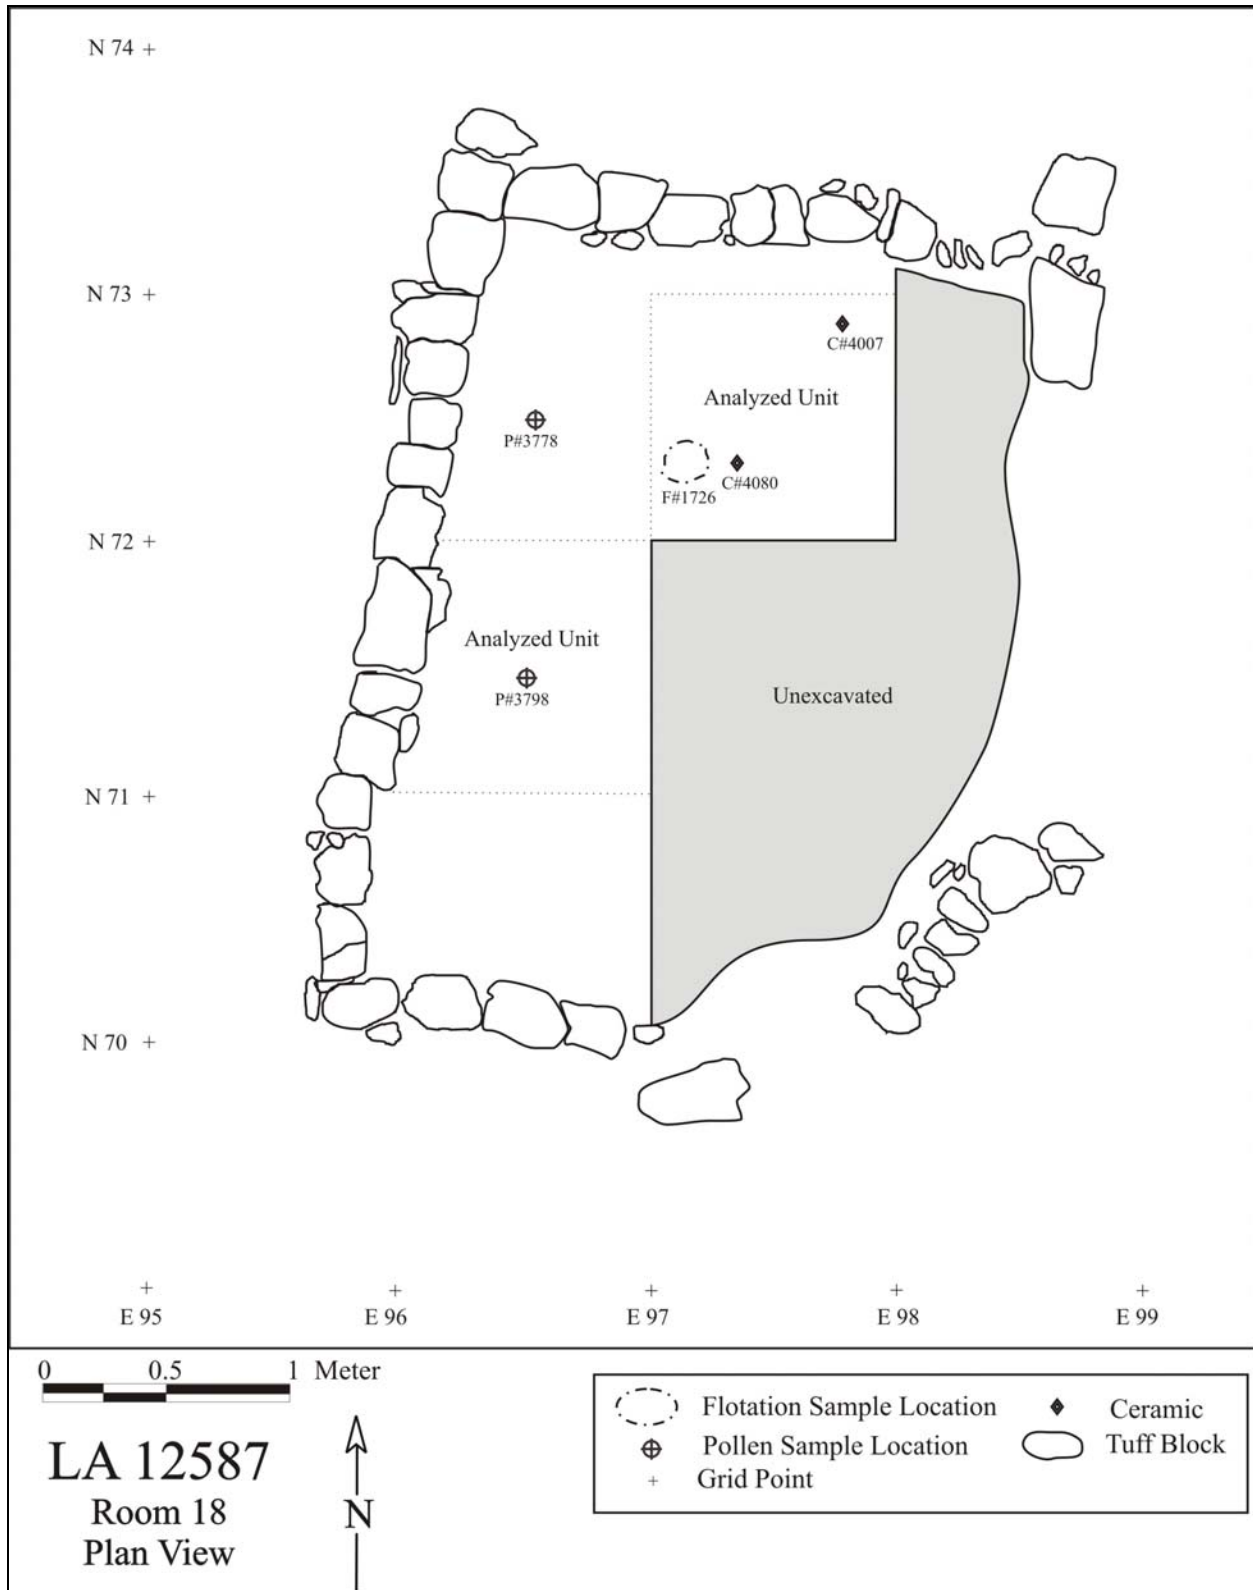 N 74
N 73
C#4007
Analyzed Unit
P#3778
C#4080
F#1726
N 72
Analyzed Unit
P#3798
Unexcavated
N 71
N 70
E 95
E 96
E 97
E 98
E 99
0 0.5 1 Meter
LA 12587
Room 18
Plan View
N
Flotation Sample Location
Pollen Sample Location
Grid Point
Ceramic
Tuff Block